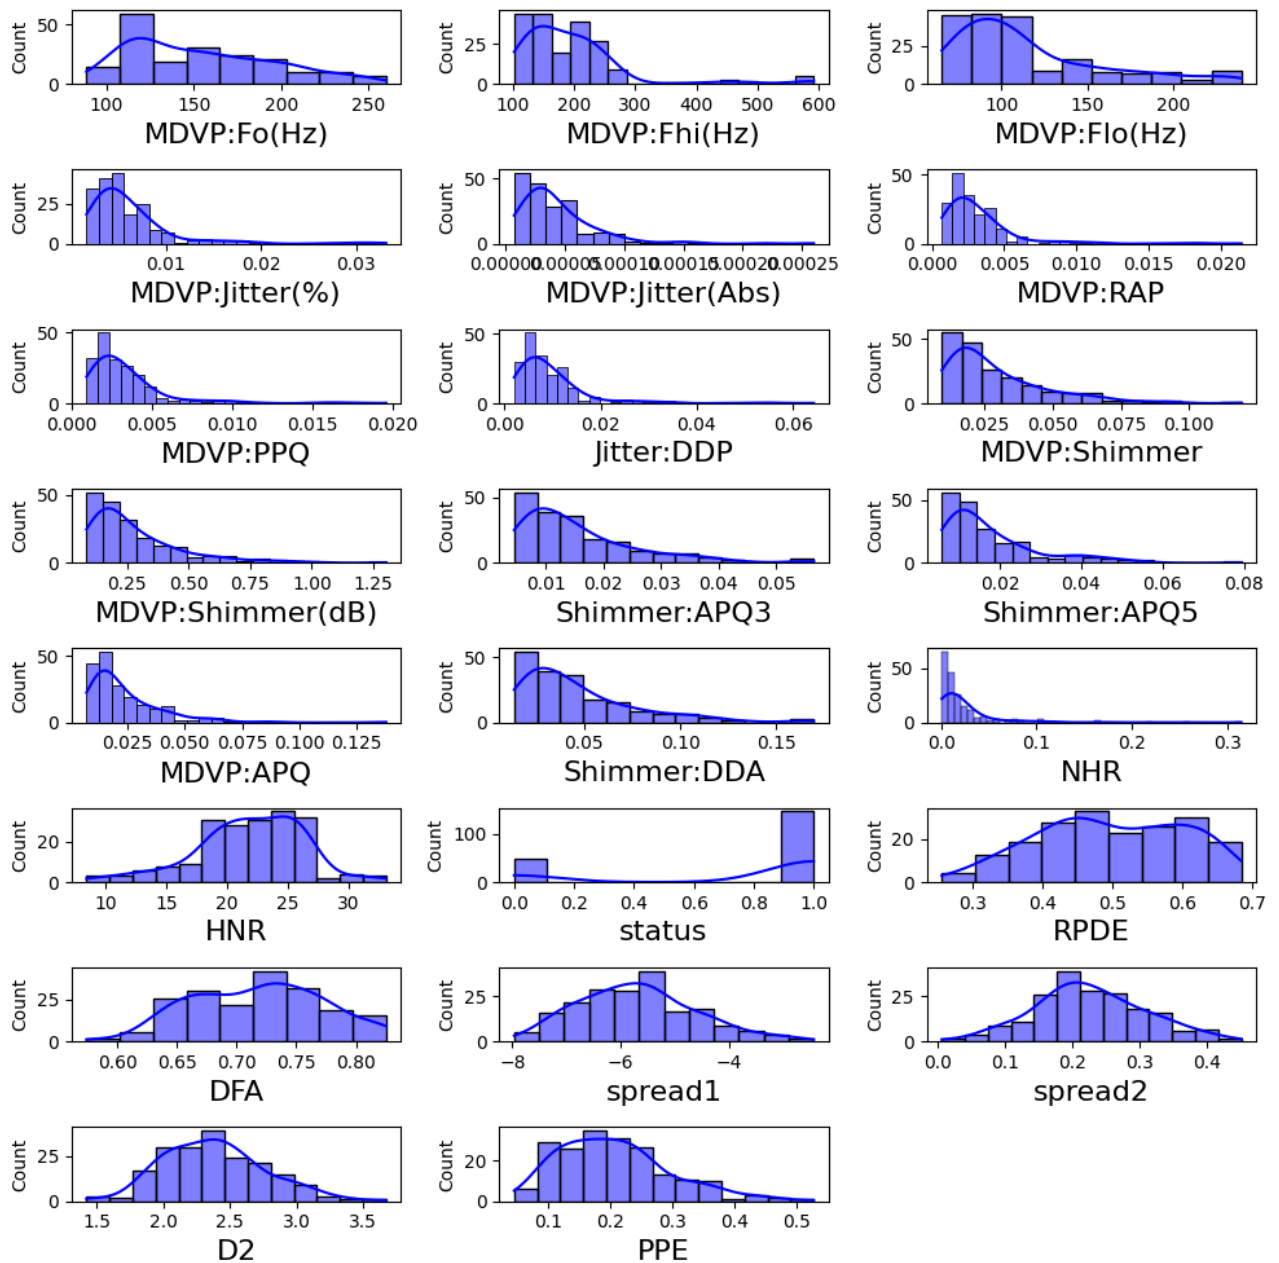 Count 50 0 100 150 200 250 MDVP:Fo(Hz)
Count 25 0 100 200 300 400 500 600 MDVP:Fhi(Hz)
Count 25 0 100 150 200 MDVP:Flo(Hz)
Count 25 0 0.01 0.02 0.03 MDVP:Jitter(%)
Count 50 0 0.00000 0.00005 0.00010 0.00015 0.00020 0.00025 MDVP:Jitter(Abs)
Count 50 0 0.000 0.005 0.010 0.015 0.020 MDVP:RAP
Count 50 0 0.000 0.005 0.010 0.015 0.020 MDVP:PPQ
Count 50 0 0.00 0.02 0.04 0.06 Jitter:DDP
Count 50 0 0.025 0.050 0.075 0.100 MDVP:Shimmer
Count 50 0 0.25 0.50 0.75 1.00 1.25 MDVP:Shimmer(dB)
Count 50 0 0.01 0.02 0.03 0.04 0.05 Shimmer:APQ3
Count 50 0 0.02 0.04 0.06 0.08 Shimmer:APQ5
Count 50 0 0.025 0.050 0.075 0.100 0.125 MDVP:APQ
Count 50 0 0.05 0.10 0.15 Shimmer:DDA
Count 50 0 0.0 0.1 0.2 0.3 NHR
Count 20 0 10 15 20 25 30 HNR
Count 100 0 0.0 0.2 0.4 0.6 0.8 1.0 status
Count 20 0 0.3 0.4 0.5 0.6 0.7 RPDE
Count 25 0 0.60 0.65 0.70 0.75 0.80 DFA
Count 25 0 −8 −6 −4 spread1
Count 25 0 0.0 0.1 0.2 0.3 0.4 spread2
Count 25 0 1.5 2.0 2.5 3.0 3.5 D2
Count 20 0 0.1 0.2 0.3 0.4 0.5 PPE